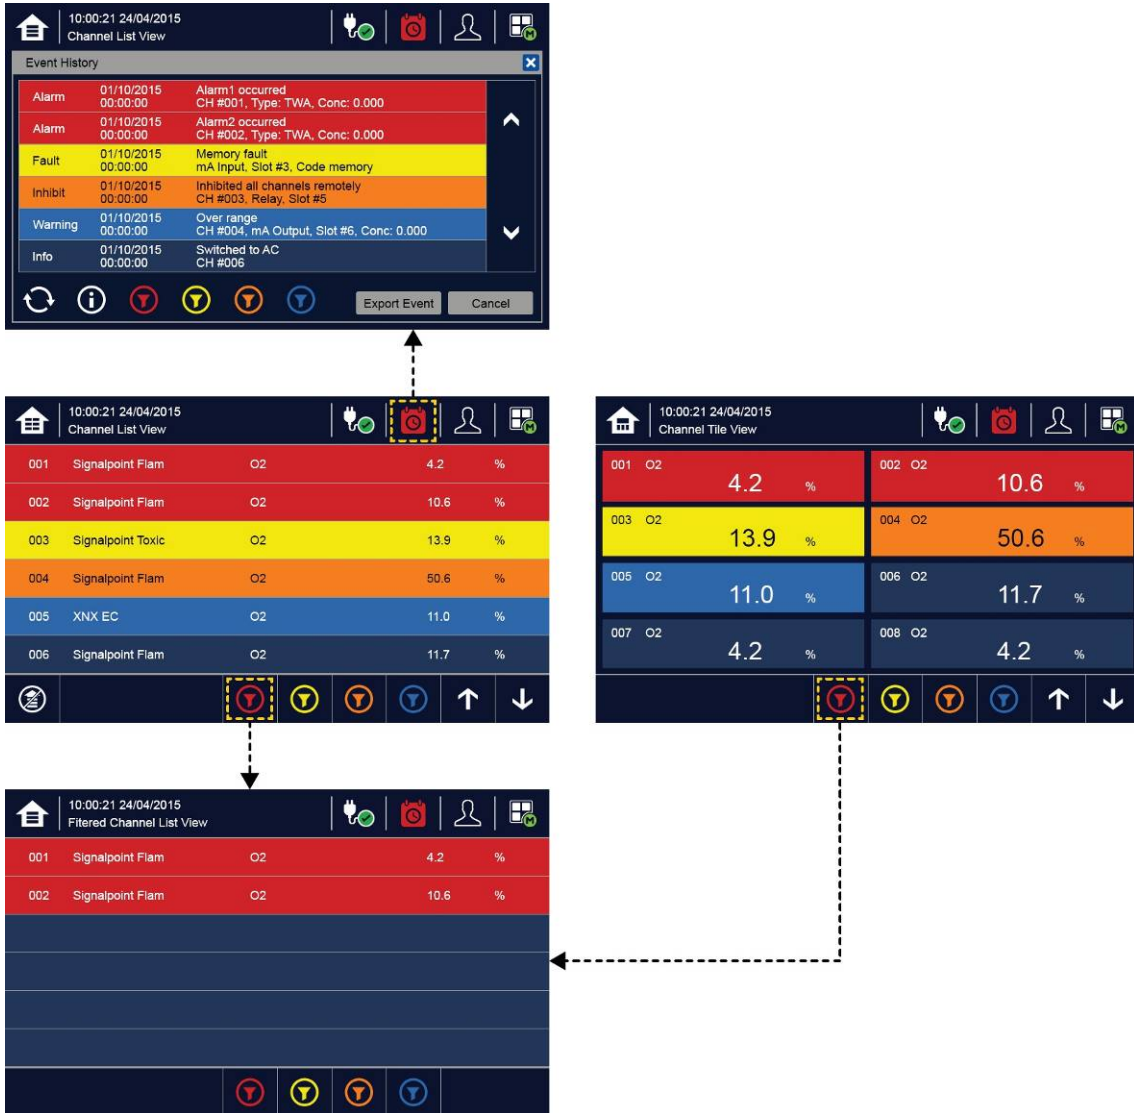 10:00:21 24/04/2015
Channel List View
Event History
Alarm 01/10/2015 00:00:00 Alarm1 occurred CH #001, Type: TWA, Conc: 0.000
Alarm 01/10/2015 00:00:00 Alarm2 occurred CH #002, Type: TWA, Conc: 0.000
Fault 01/10/2015 00:00:00 Memory fault mA Input, Slot #3, Code memory
Inhibit 01/10/2015 00:00:00 Inhibited all channels remotely CH #003, Relay, Slot #5
Warning 01/10/2015 00:00:00 Over range CH #004, mA Output, Slot #6, Conc: 0.000
Info 01/10/2015 00:00:00 Switched to AC CH #006
Export Event Cancel
10:00:21 24/04/2015
Channel List View
M
001 Signalpoint Flam O2 4.2 %
002 Signalpoint Flam O2 10.6 %
003 Signalpoint Toxic O2 13.9 %
004 Signalpoint Flam O2 50.6 %
005 XNX EC O2 11.0 %
006 Signalpoint Flam O2 11.7 %
10:00:21 24/04/2015
Channel Tile View
M
001 O2 4.2 %
002 O2 10.6 %
003 O2 13.9 %
004 O2 50.6 %
005 O2 11.0 %
006 O2 11.7 %
007 O2 4.2 %
008 O2 4.2 %
10:00:21 24/04/2015
Fitered Channel List View
M
001 Signalpoint Flam O2 4.2 %
002 Signalpoint Flam O2 10.6 %